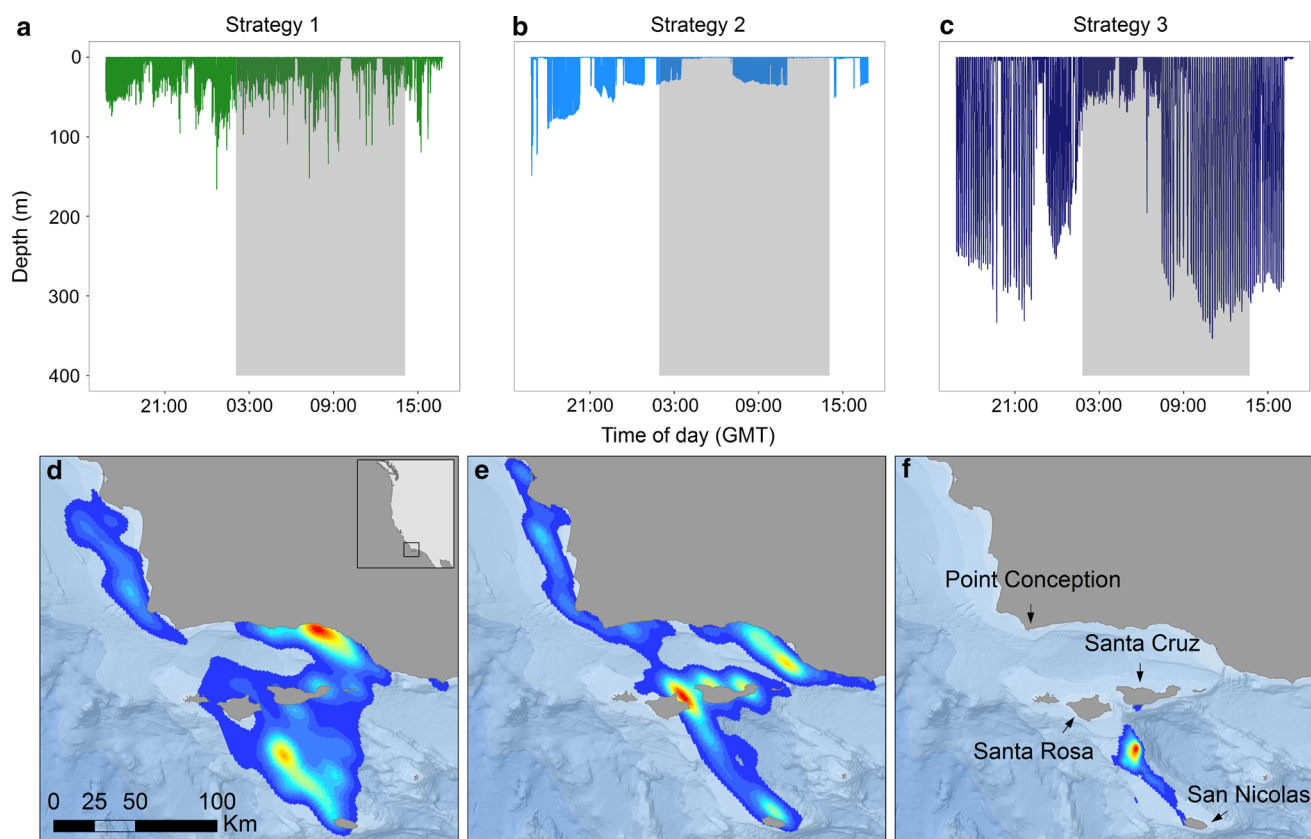 a Strategy 1
b Strategy 2
c Strategy 3
Depth (m)
0
100
200
300
400
21:00 03:00 09:00 15:00
21:00 03:00 09:00 15:00
21:00 03:00 09:00 15:00
Time of day (GMT)
d
e
f
Point Conception
Santa Cruz
Santa Rosa
San Nicolas
0 25 50 100
Km